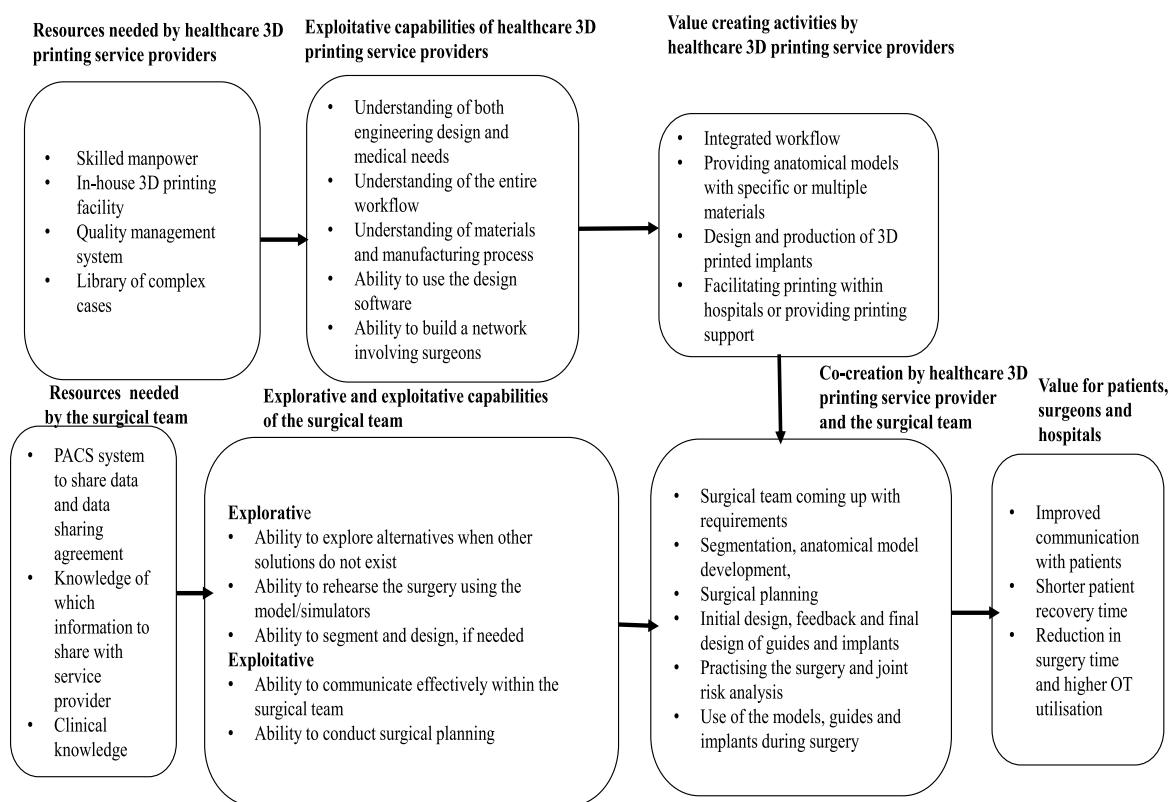 Resources needed by healthcare 3D
printing service providers
• Skilled manpower
• In-house 3D printing
facility
• Quality management
system
• Library of complex
cases
Exploitative capabilities of healthcare 3D
printing service providers
• Understanding of both
engineering design and
medical needs
• Understanding of the entire
workflow
• Understanding of materials
and manufacturing process
• Ability to use the design
software
• Ability to build a network
involving surgeons
Value creating activities by
healthcare 3D printing service providers
• Integrated workflow
• Providing anatomical models
with specific or multiple
materials
• Design and production of 3D
printed implants
• Facilitating printing within
hospitals or providing printing
support
Resources needed
by the surgical team
• PACS system
to share data
and data
sharing
agreement
• Knowledge of
which
information to
share with
service
provider
• Clinical
knowledge
Explorative and exploitative capabilities
of the surgical team
Explorative
• Ability to explore alternatives when other
solutions do not exist
• Ability to rehearse the surgery using the
model/simulators
• Ability to segment and design, if needed
Exploitative
• Ability to communicate effectively within the
surgical team
• Ability to conduct surgical planning
Co-creation by healthcare 3D
printing service provider
and the surgical team
• Surgical team coming up with
requirements
• Segmentation, anatomical model
development,
• Surgical planning
• Initial design, feedback and final
design of guides and implants
• Practising the surgery and joint
risk analysis
• Use of the models, guides and
implants during surgery
Value for patients,
surgeons and
hospitals
• Improved
communication
with patients
• Shorter patient
recovery time
• Reduction in
surgery time
and higher OT
utilisation